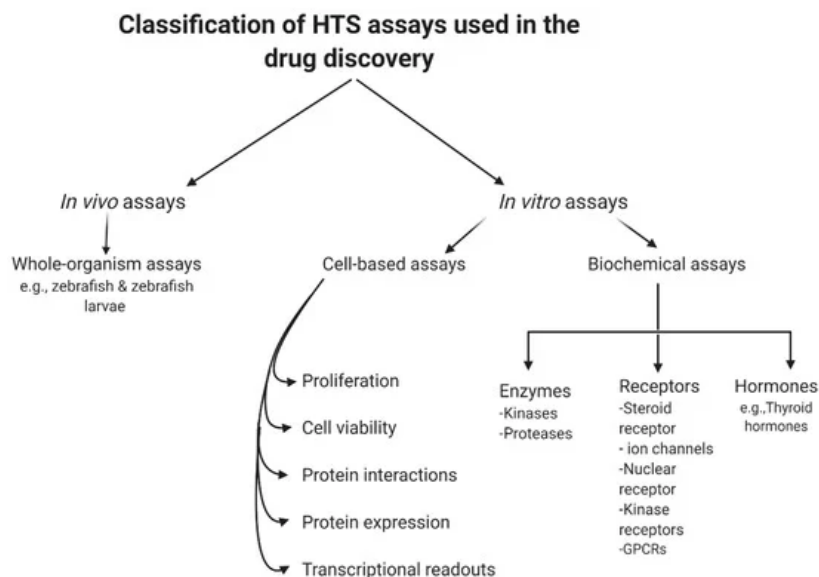 Classification of HTS assays used in the
drug discovery
In vivo assays
In vitro assays
Whole-organism assays
e.g., zebrafish & zebrafish
larvae
Cell-based assays
Biochemical assays
Proliferation
Cell viability
Protein interactions
Protein expression
Transcriptional readouts
Enzymes
-Kinases
-Proteases
Receptors
-Steroid
receptor
- ion channels
-Nuclear
receptor
-Kinase
receptors
-GPCRs
Hormones
e.g.,Thyroid
hormones